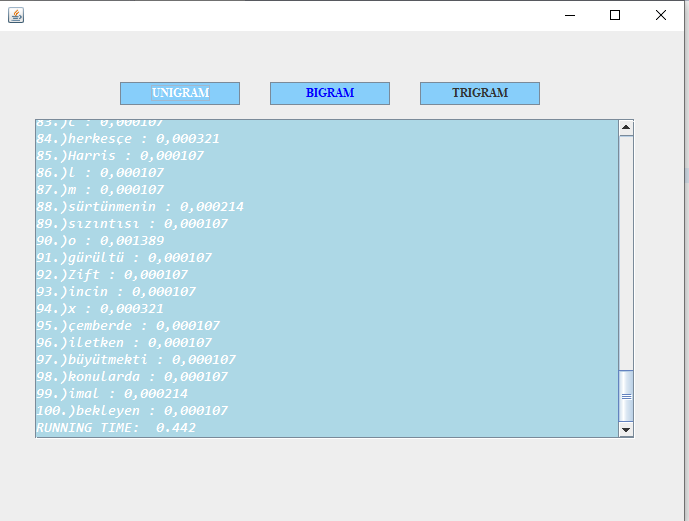 UNIGRAM BIGRAM TRIGRAM
83.)c : 0,000107
84.)herkesçe : 0,000321
85.)Harris : 0,000107
86.)l : 0,000107
87.)m : 0,000107
88.)sürtünmenin : 0,000214
89.)sızıntısı : 0,000107
90.)o : 0,001389
91.)gürültü : 0,000107
92.)Zift : 0,000107
93.)incin : 0,000107
94.)x : 0,000321
95.)çemberde : 0,000107
96.)iletken : 0,000107
97.)büyütmekti : 0,000107
98.)konularda : 0,000107
99.)imal : 0,000214
100.)bekleyen : 0,000107
RUNNING TIME:  0.442